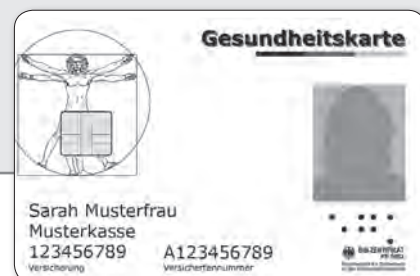 Gesundheitskarte
Sarah Musterfrau
Musterkasse
123456789 A123456789
Versicherung Versichertennummer